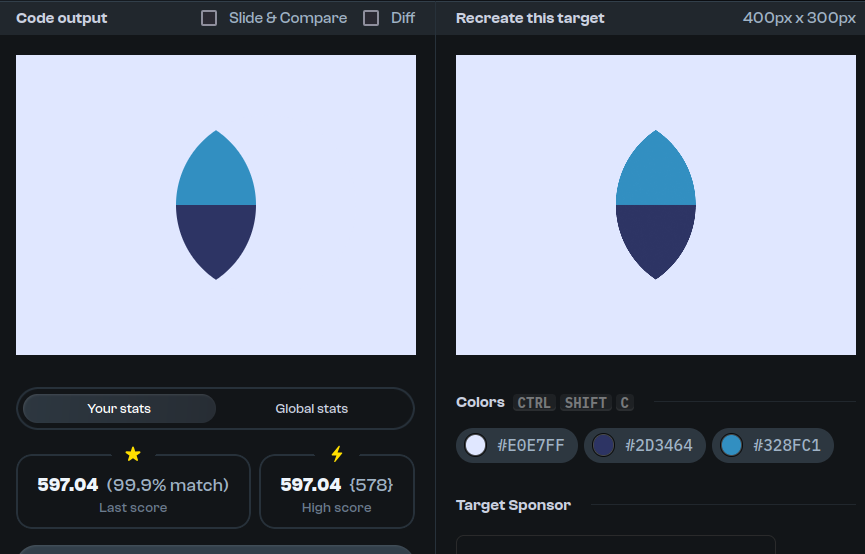 Code output
Slide & Compare
Diff
Recreate this target
400px x 300px
Your stats
Global stats
597.04 (99.9% match)
Last score
597.04 {578}
High score
Colors CTRL SHIFT C
#E0E7FF
#2D3464
#328FC1
Target Sponsor